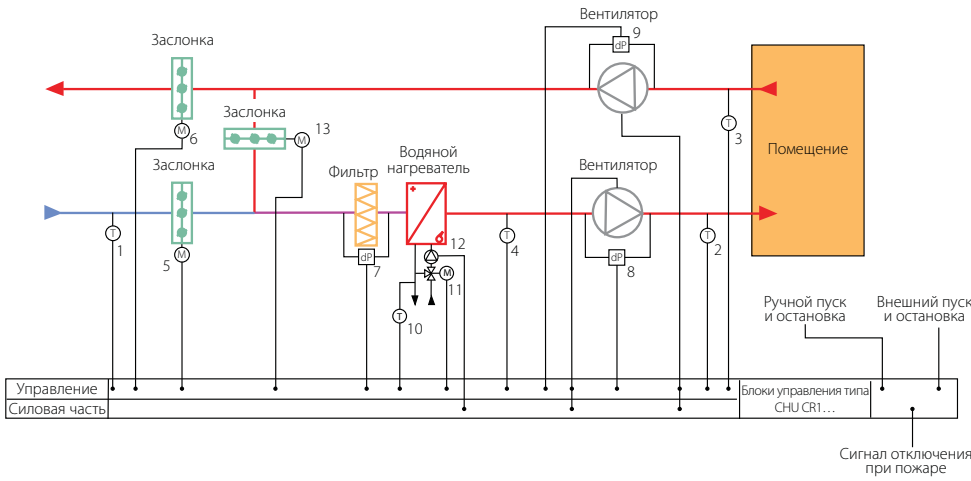 Вентилятор
9
dP
Заслонка
M
6
Заслонка
M
13
T
3
Помещение
Заслонка
M
5
T
1
Фильтр
dP
7
Водяной
нагреватель
12
M
11
T
10
T
4
Вентилятор
dP
8
T
2
Ручной пуск
и остановка
Внешний пуск
и остановка
Управление
Силовая часть
Блоки управления типа
CHU CR1...
Сигнал отключения
при пожаре